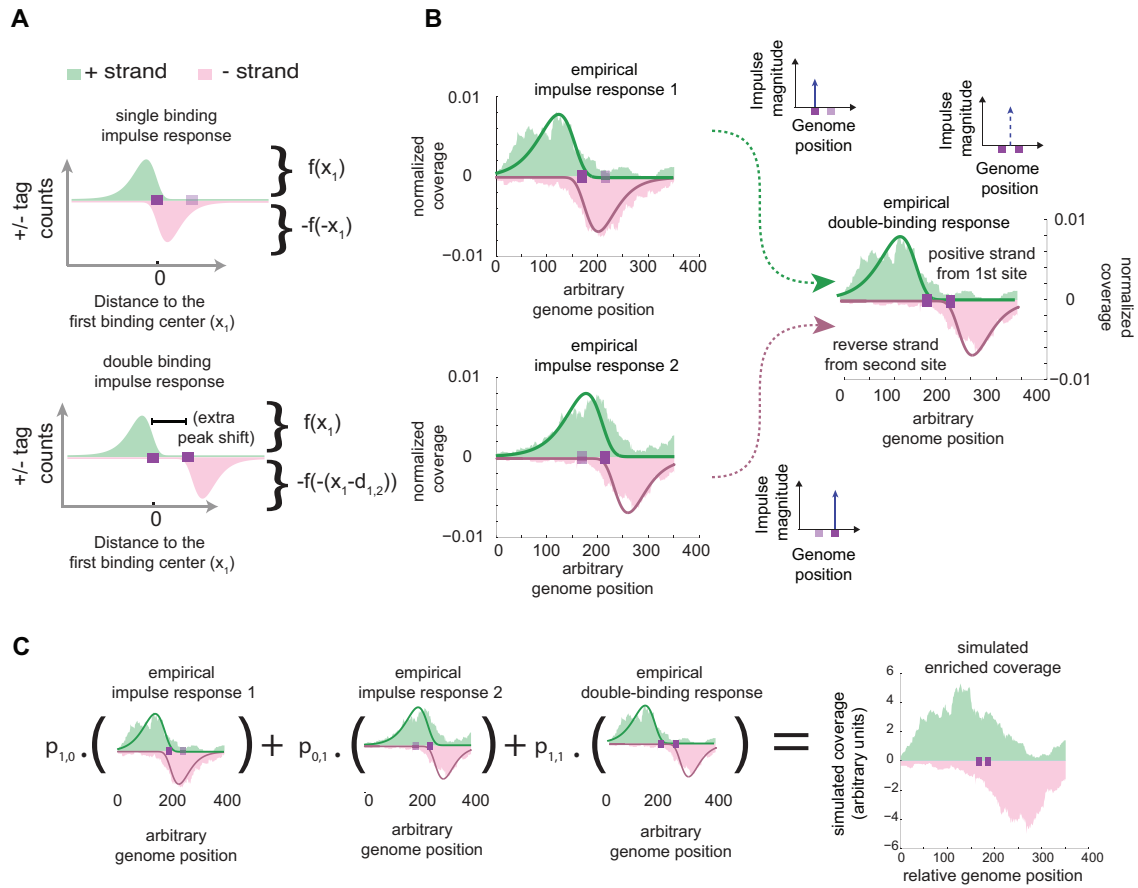 A
+ strand
- strand
single binding
impulse response
+/- tag
counts
f(x1)
-f(-x1)
0
Distance to the
first binding center (x1)
double binding
impulse response
+/- tag
counts
(extra
peak shift)
f(x1)
-f(-(x1-d1,2))
0
Distance to the
first binding center (x1)
B
empirical
impulse response 1
normalized
coverage
0.01
0
−0.01
0 100 200 300 400
arbitrary
genome position
Impulse
magnitude
Genome
position
Impulse
magnitude
Genome
position
empirical
double-binding response
positive strand
from 1st site
reverse strand
from second site
0.01
0
−0.01
normalized
coverage
0 100 200 300 400
arbitrary
genome position
empirical
impulse response 2
normalized
coverage
0.01
0
−0.01
0 100 200 300 400
arbitrary
genome position
Impulse
magnitude
Genome
position
C
empirical
impulse response 1
p1,0 · ( )
0 200 400
arbitrary
genome position
+
empirical
impulse response 2
p0,1 · ( )
0 200 400
arbitrary
genome position
+
empirical
double-binding response
p1,1 · ( )
0 200 400
arbitrary
genome position
=
simulated
enriched coverage
simulated coverage
(arbitrary units)
6
4
2
0
−2
−4
−6
0 100 200 300 400
relative genome position